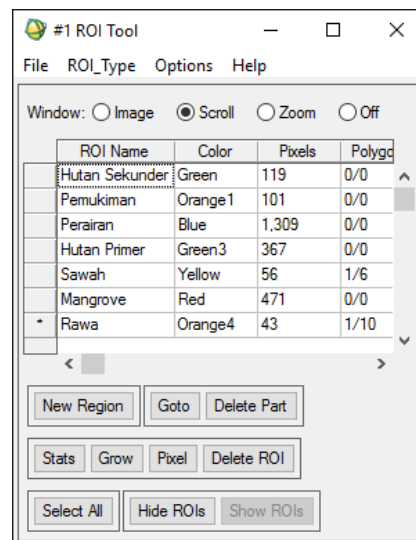 #1 ROI Tool
File ROI_Type Options Help
Window: Image Scroll Zoom Off
ROI Name Color Pixels Polygo
Hutan Sekunder Green 119 0/0
Pemukiman Orange1 101 0/0
Perairan Blue 1,309 0/0
Hutan Primer Green3 367 0/0
Sawah Yellow 56 1/6
Mangrove Red 471 0/0
* Rawa Orange4 43 1/10
New Region Goto Delete Part
Stats Grow Pixel Delete ROI
Select All Hide ROIs Show ROIs